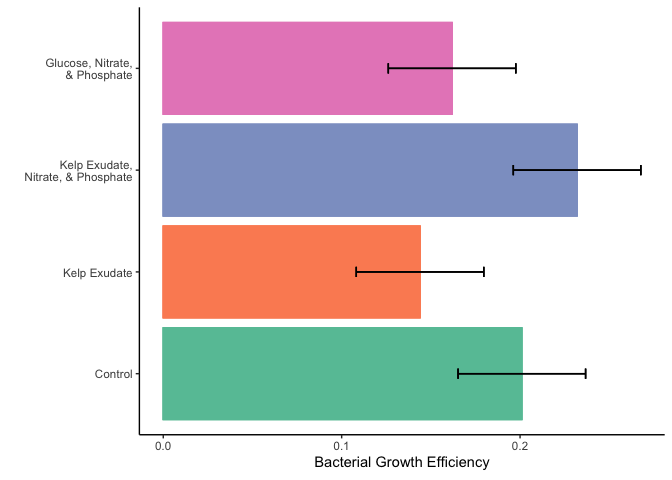 Glucose, Nitrate,
& Phosphate
Kelp Exudate,
Nitrate, & Phosphate
Kelp Exudate
Control
0.0
0.1
0.2
Bacterial Growth Efficiency